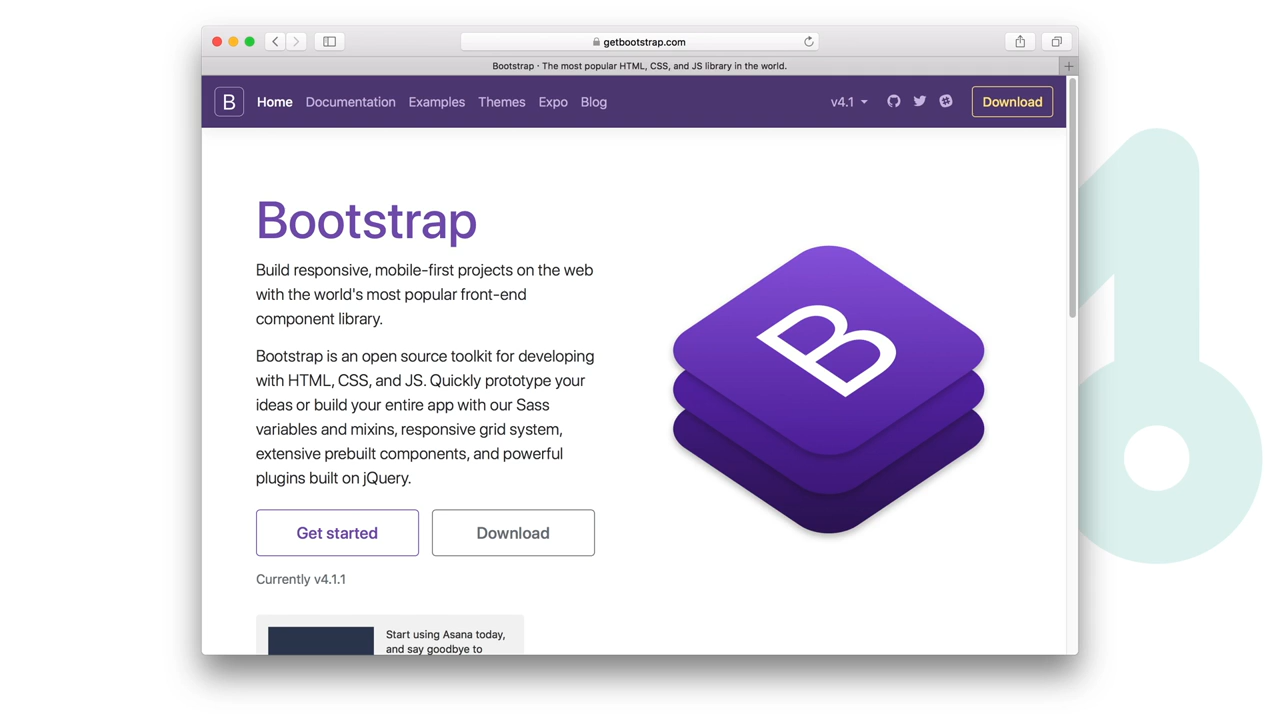 getbootstrap.com
Bootstrap · The most popular HTML, CSS, and JS library in the world.
B Home Documentation Examples Themes Expo Blog v4.1 Download
Bootstrap
Build responsive, mobile-first projects on the web
with the world's most popular front-end
component library.
Bootstrap is an open source toolkit for developing
with HTML, CSS, and JS. Quickly prototype your
ideas or build your entire app with our Sass
variables and mixins, responsive grid system,
extensive prebuilt components, and powerful
plugins built on jQuery.
B
Get started Download
Currently v4.1.1
Start using Asana today,
and say goodbye to